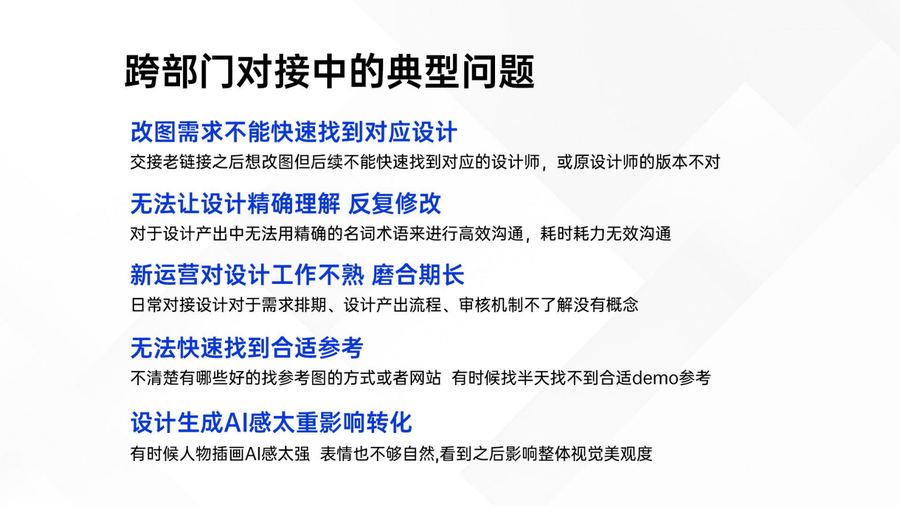 跨部门对接中的典型问题
改图需求不能快速找到对应设计
交接老链接之后想改图但后续不能快速找到对应的设计师，或原设计师的版本不对
无法让设计精确理解 反复修改
对于设计产出中无法用精确的名词术语来进行高效沟通，耗时耗力无效沟通
新运营对设计工作不熟 磨合期长
日常对接设计对于需求排期、设计产出流程、审核机制不了解没有概念
无法快速找到合适参考
不清楚有哪些好的找参考图的方式或者网站 有时候找半天找不到合适demo参考
设计生成AI感太重影响转化
有时候人物插画AI感太强 表情也不够自然,看到之后影响整体视觉美观度